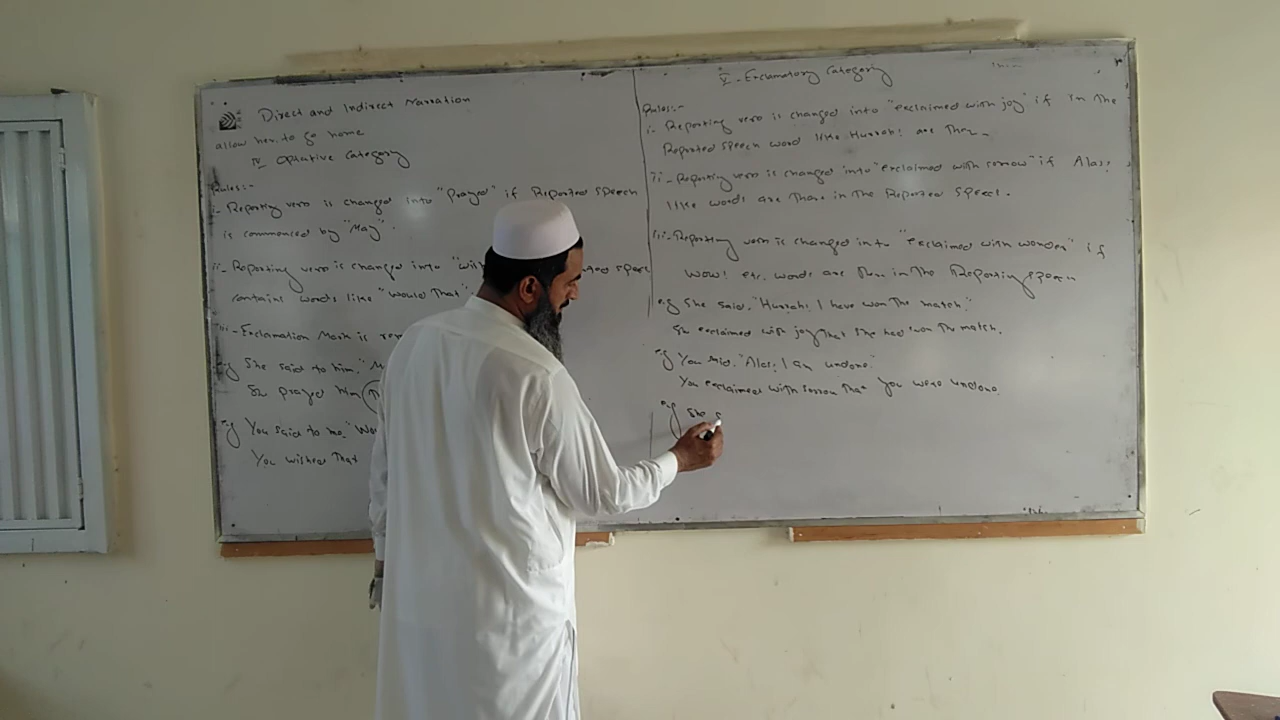 Direct and Indirect Narration
allow her to go home
IV- Optative Category
Rules:-
i- Reporting verb is changed into "Prayed" if Reported Speech
is commenced by "May".
ii- Reporting verb is changed into "wish
contains words like "Would That"
iii- Exclamation Mark is
e.g She said to him, "M
She prayed him
e.g You said to me, "Wo
You wished That
V- Exclamatory Category
Rules:-
i- Reporting verb is changed into "exclaimed with joy" if in The
Reported Speech word like Hurrah! are There
ii- Reporting verb is changed into "exclaimed with sorrow" if Alas!
like words are There in The Reported Speech.
iii- Reporting verb is changed into "exclaimed with wonder" if
Wow! etc. words are Then in The Reporting Speech
e.g She said, "Hurrah! I have won The match."
She exclaimed with joy That She had won The match.
e.g You said, "Alas! I am undone."
You exclaimed with sorrow That you were undone.
e.g She s